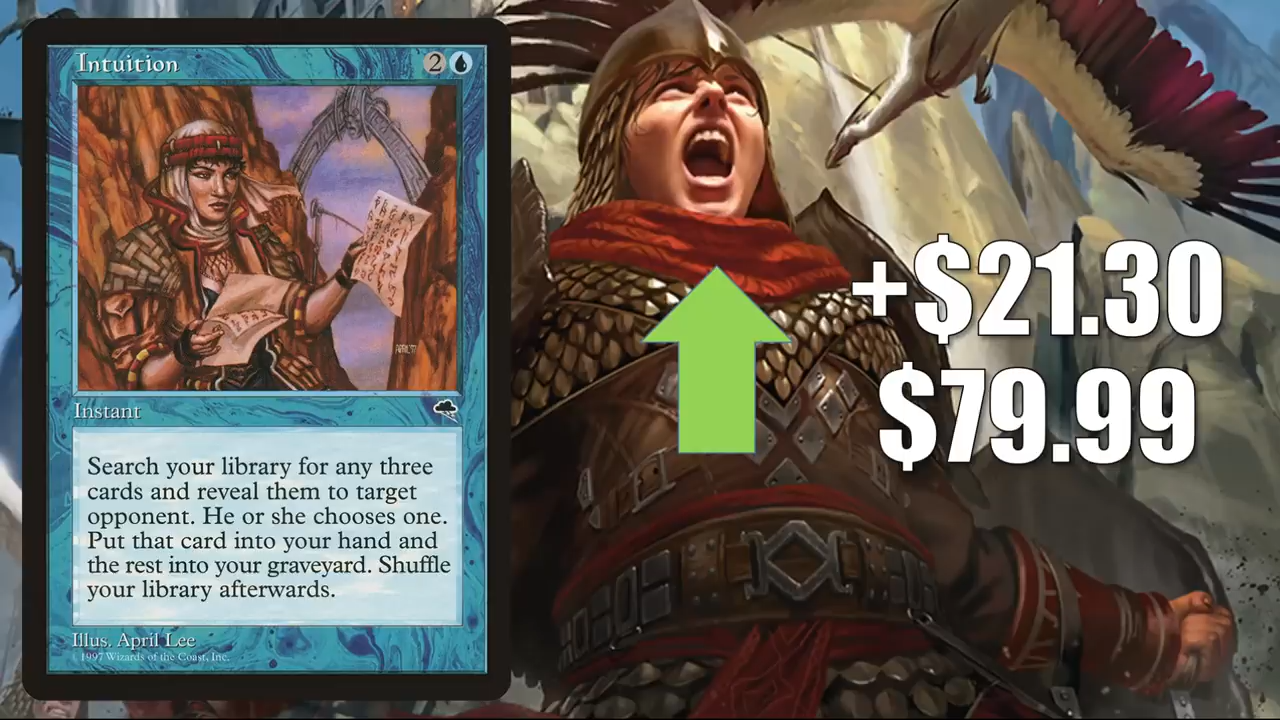 Intuition
2
Instant
Search your library for any three
cards and reveal them to target
opponent. He or she chooses one.
Put that card into your hand and
the rest into your graveyard. Shuffle
your library afterwards.
Illus. April Lee
1997 Wizards of the Coast, Inc.
+$21.30
$79.99